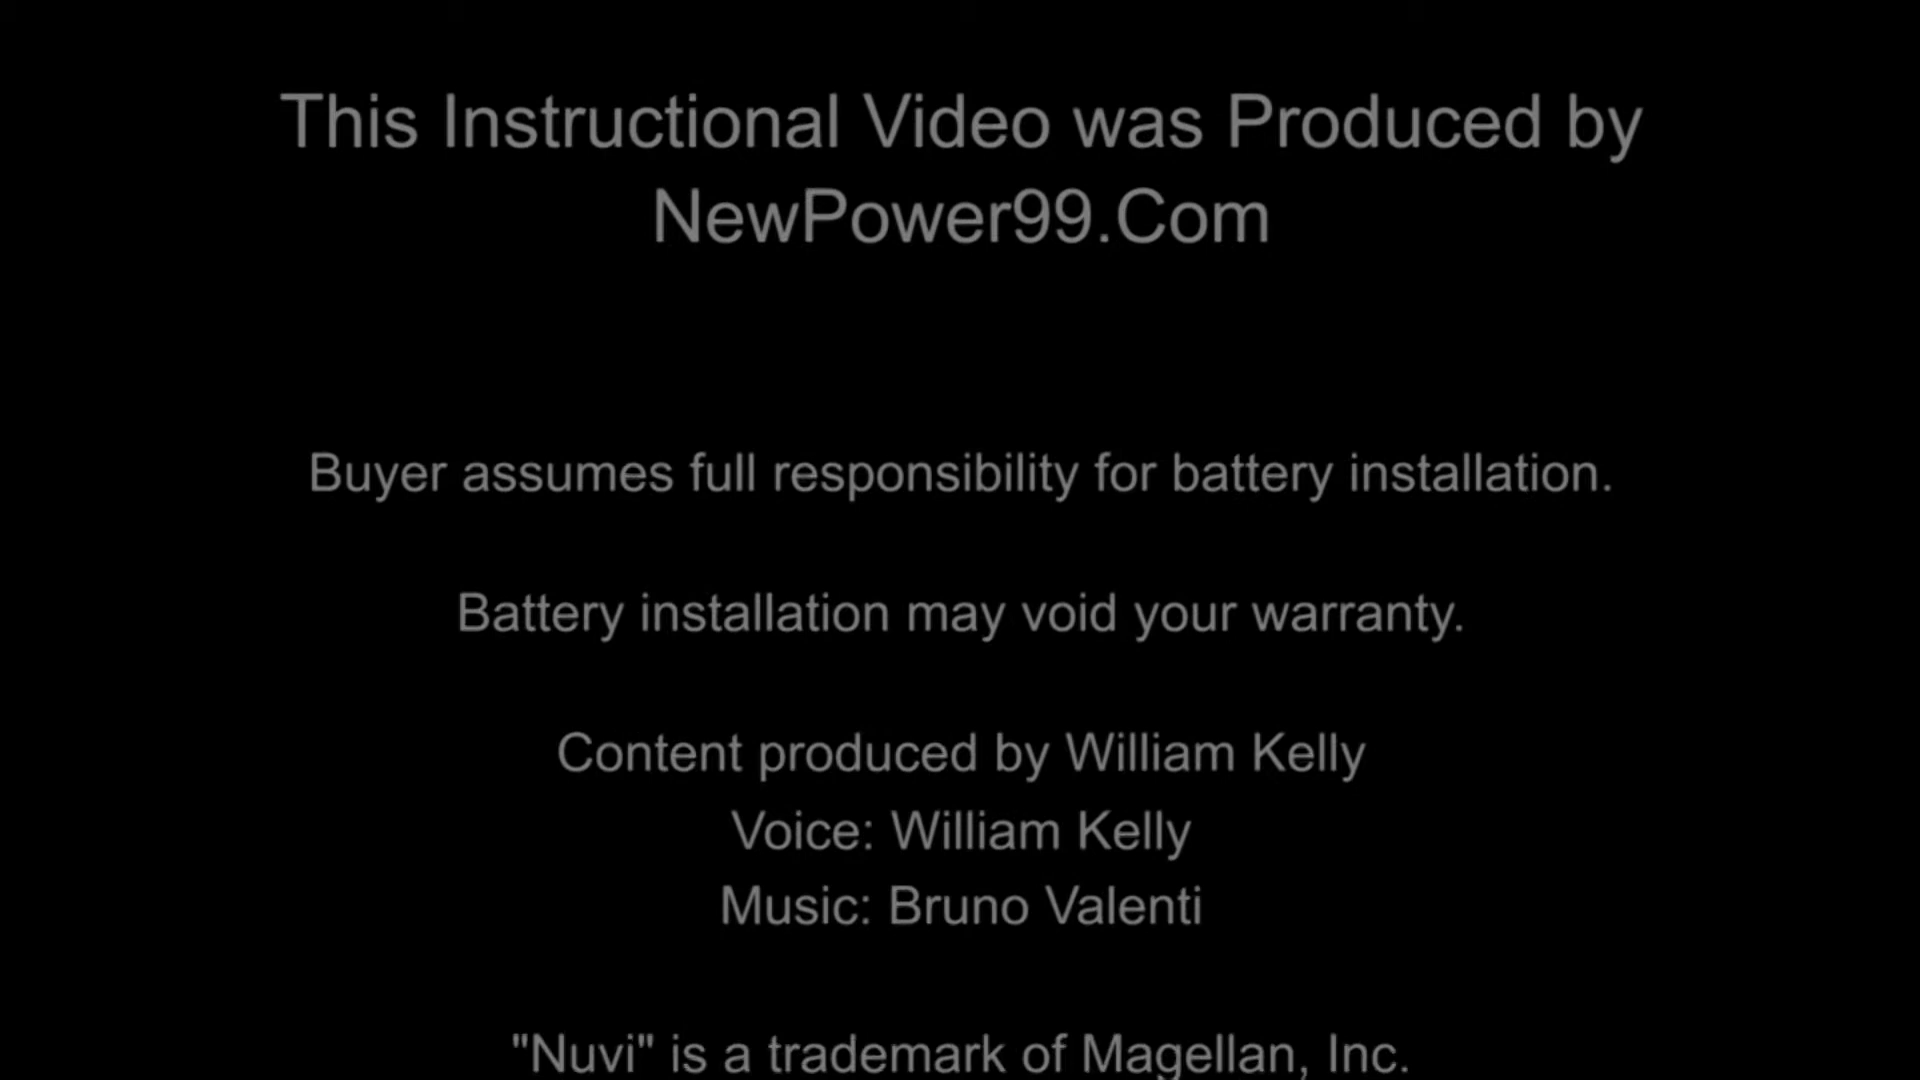 This Instructional Video was Produced by
NewPower99.Com
Buyer assumes full responsibility for battery installation.
Battery installation may void your warranty.
Content produced by William Kelly
Voice: William Kelly
Music: Bruno Valenti
"Nuvi" is a trademark of Magellan, Inc.